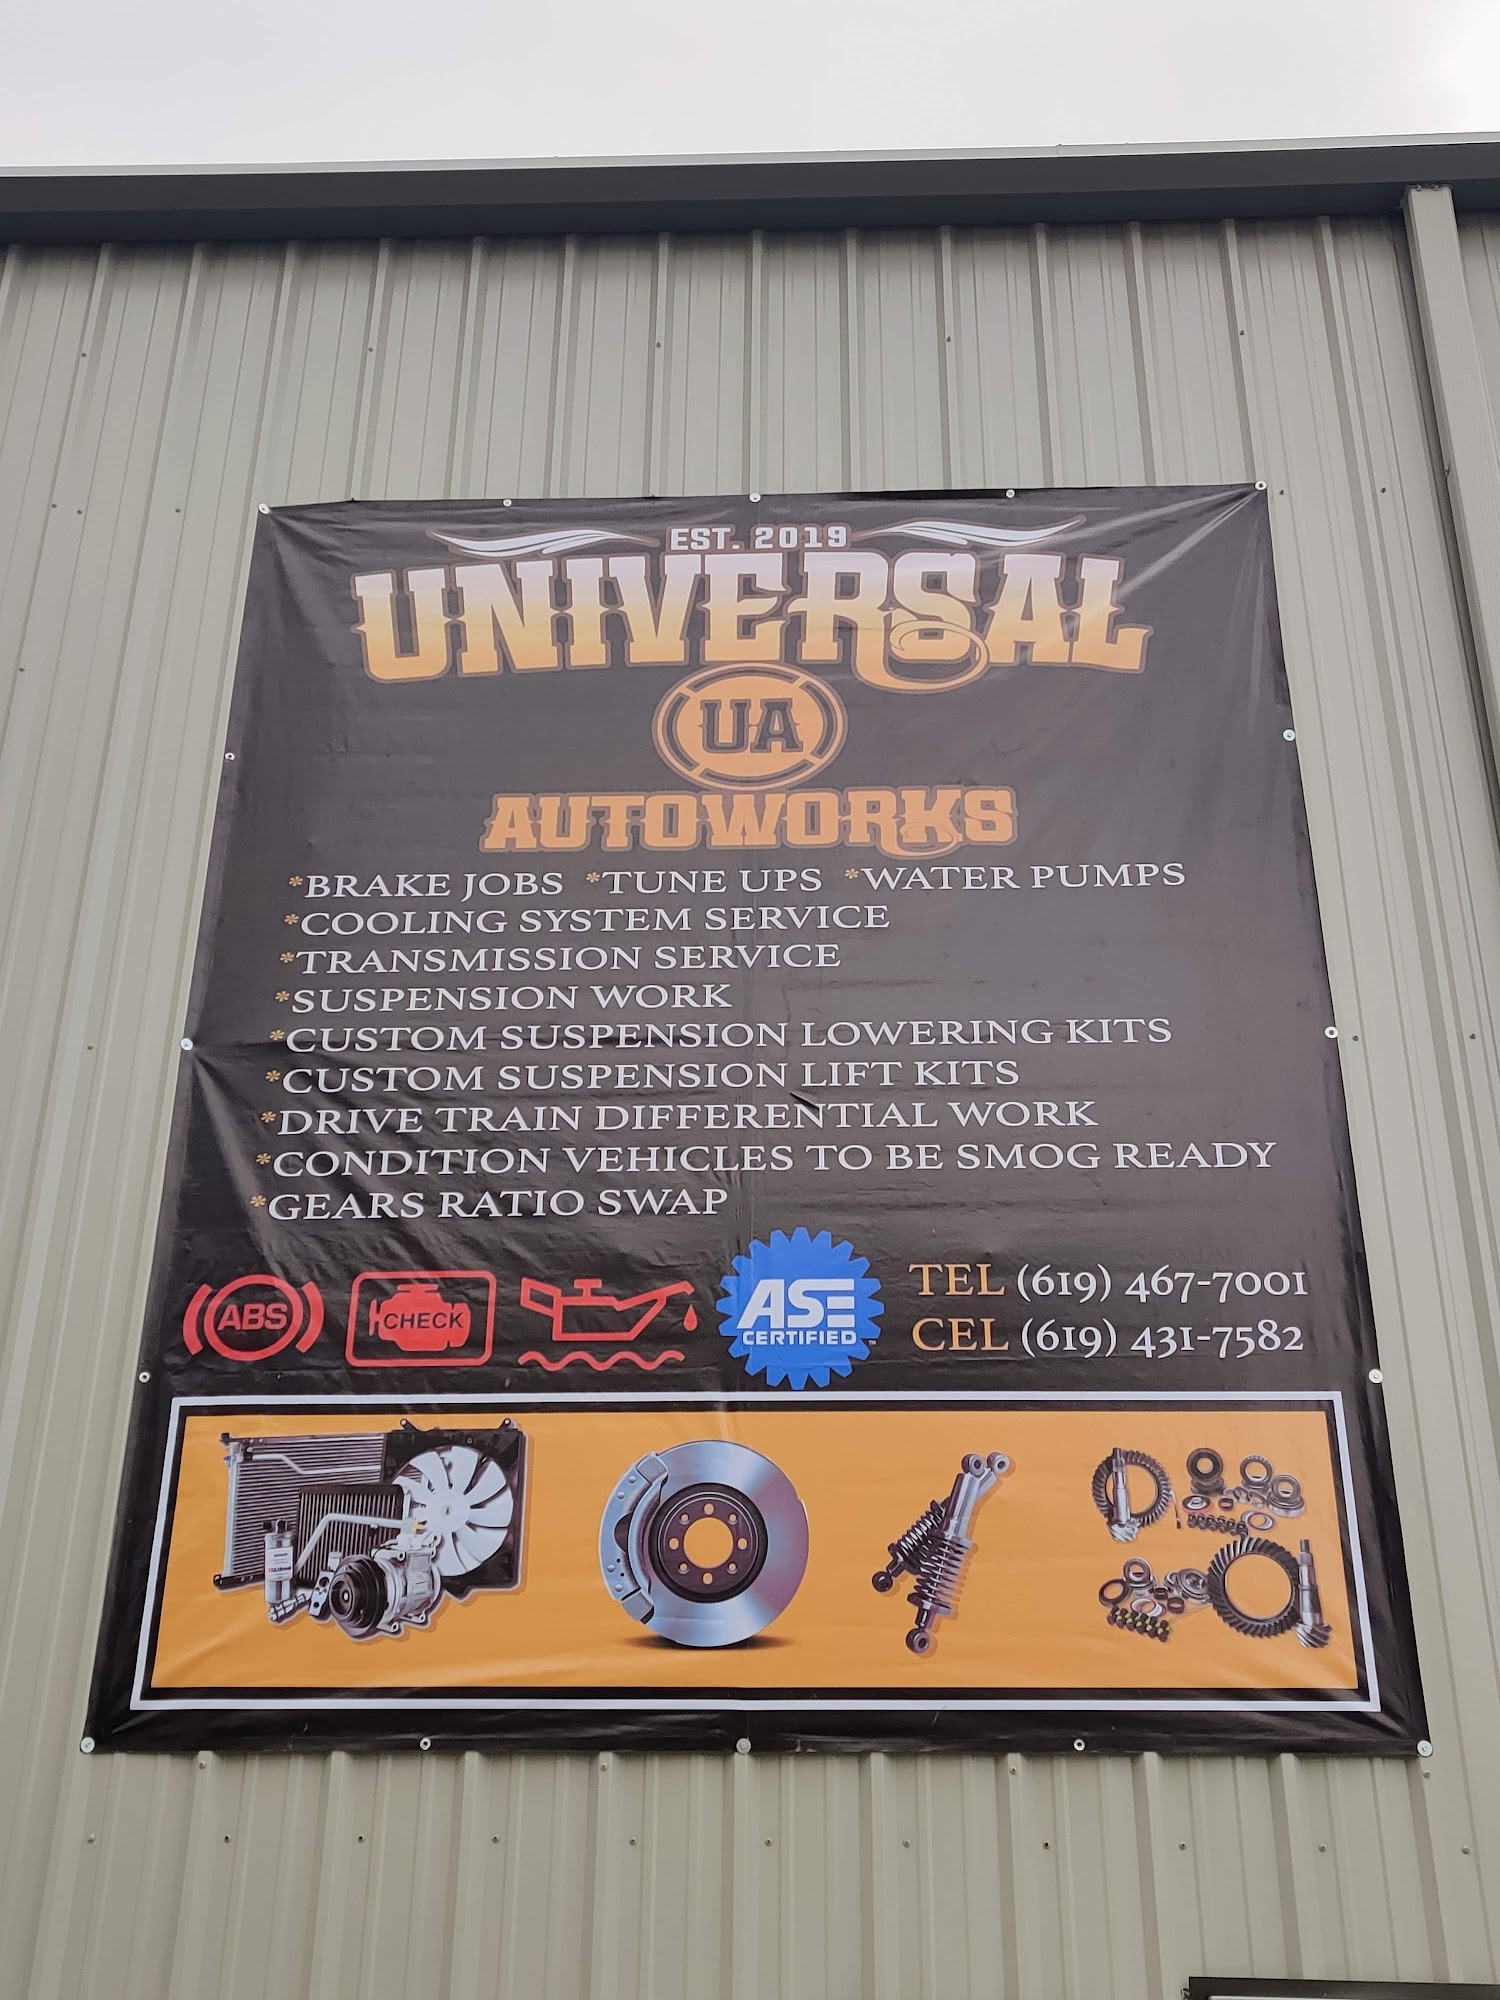 EST. 2019
UNIVERSAL
UA
AUTOWORKS
*BRAKE JOBS *TUNE UPS *WATER PUMPS
*COOLING SYSTEM SERVICE
*TRANSMISSION SERVICE
*SUSPENSION WORK
*CUSTOM SUSPENSION LOWERING KITS
*CUSTOM SUSPENSION LIFT KITS
*DRIVE TRAIN DIFFERENTIAL WORK
*CONDITION VEHICLES TO BE SMOG READY
*GEARS RATIO SWAP
ABS
CHECK
ASE
CERTIFIED
TEL (619) 467-7001
CEL (619) 431-7582